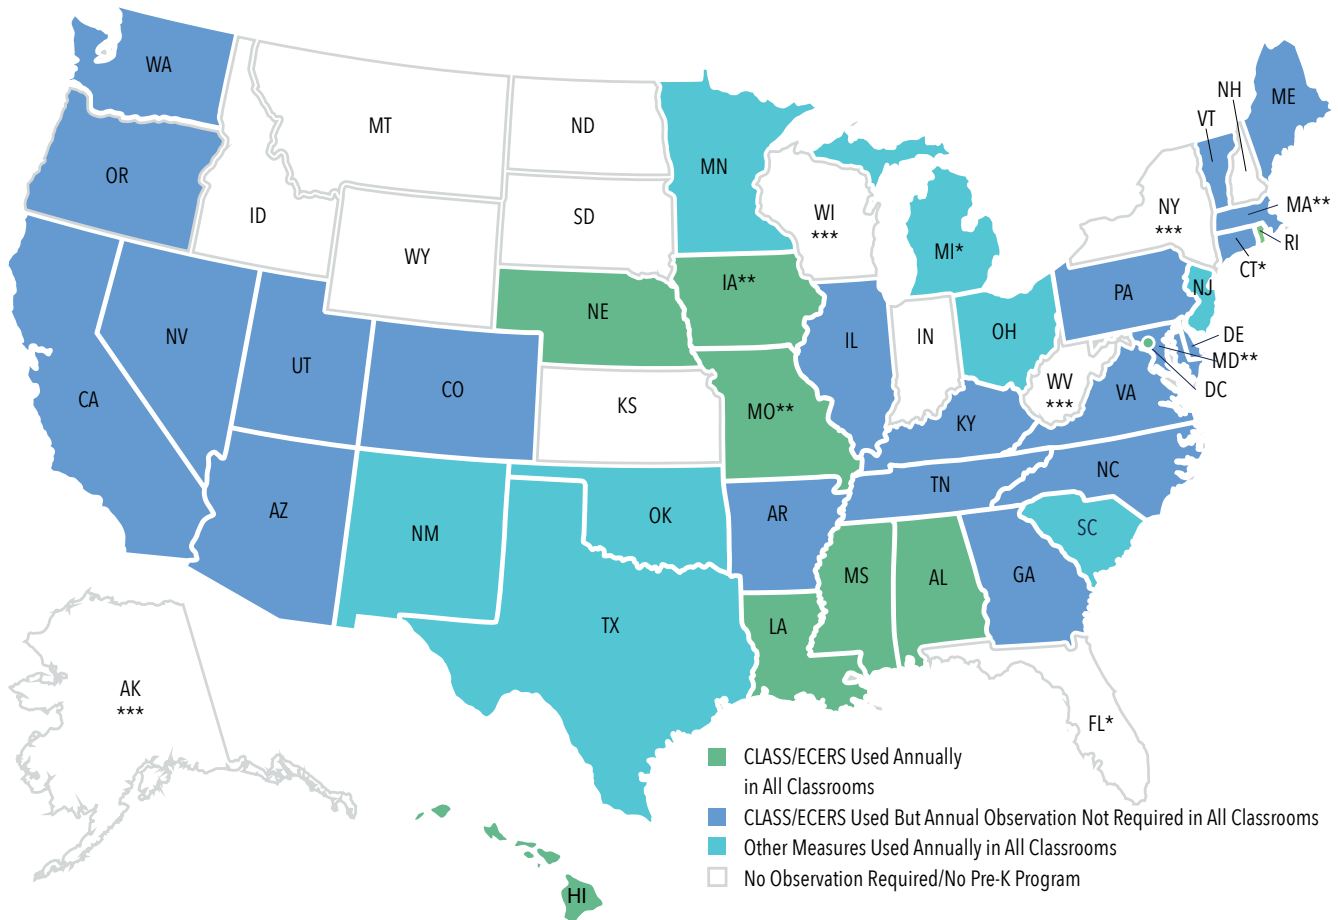 WA
MT
ND
MN
OR
ID
SD
WI
***
WY
MI*
NH
ME
VT
NY
***
MA**
RI
CT*
NE
IA**
PA
NJ
NV
UT
CO
IL
IN
OH
DE
MD**
DC
CA
KS
MO**
WV
***
VA
KY
AZ
NM
OK
AR
TN
NC
SC
TX
LA
MS
AL
GA
AK
***
FL*
HI
CLASS/ECERS Used Annually
in All Classrooms
CLASS/ECERS Used But Annual Observation Not Required in All Classrooms
Other Measures Used Annually in All Classrooms
No Observation Required/No Pre-K Program